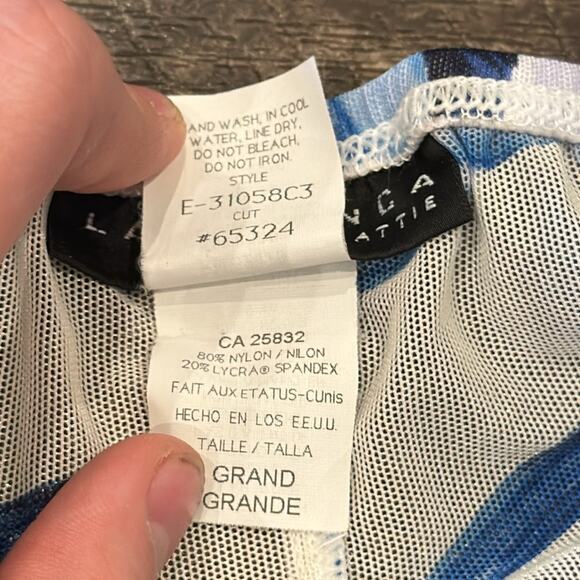 AND WASH, IN COOL
WATER, LINE DRY,
DO NOT BLEACH,
DO NOT IRON.
STYLE
E-31058C3
CUT
#65324
CA 25832
80% NYLON / NILON
20% LYCRA® SPANDEX
FAIT AUX ETATUS-CUnis
HECHO EN LOS EE.UU.
TAILLE / TALLA
GRAND
GRANDE
L
NCA
ATTIE